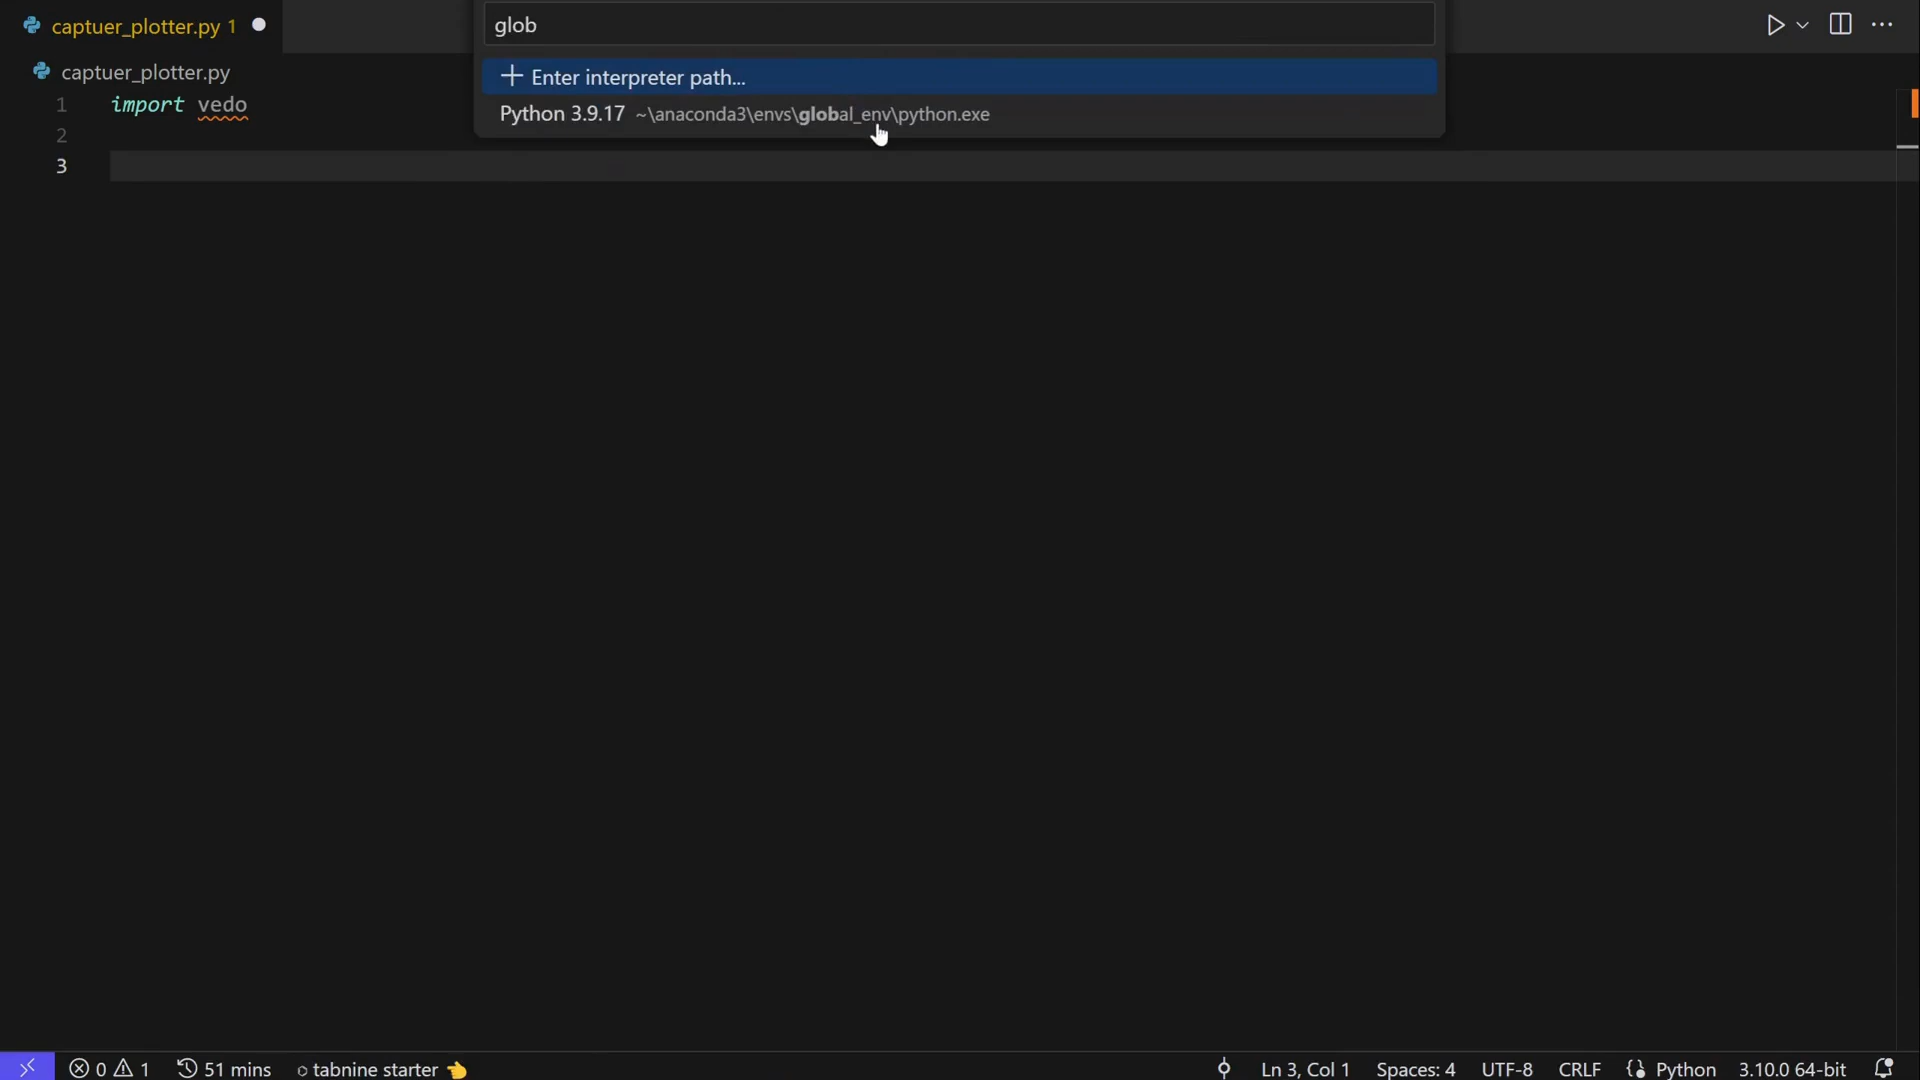 captuer_plotter.py 1
glob
captuer_plotter.py
Enter interpreter path...
Python 3.9.17 ~\anaconda3\envs\global_env\python.exe
1 import vedo
2
3
0 1 51 mins tabnine starter Ln 3, Col 1 Spaces: 4 UTF-8 CRLF Python 3.10.0 64-bit